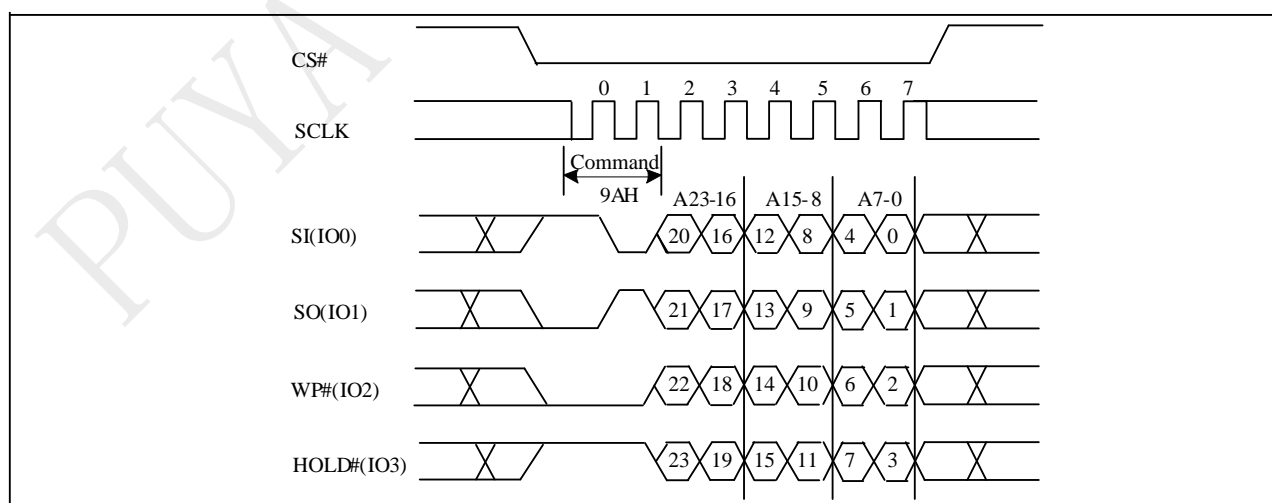 PUYA
CS#
0 1 2 3 4 5 6 7
SCLK
Command
9AH
A23-16 A15-8 A7-0
SI(IO0) 20 16 12 8 4 0
SO(IO1) 21 17 13 9 5 1
WP#(IO2) 22 18 14 10 6 2
HOLD#(IO3) 23 19 15 11 7 3